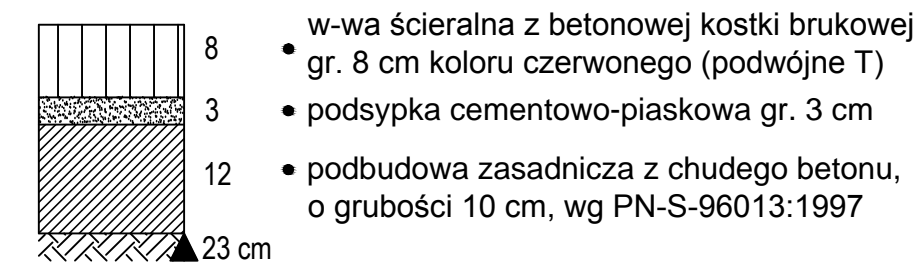 8
w-wa ścieralna z betonowej kostki brukowej
gr. 8 cm koloru czerwonego (podwójne T)
3
podsypka cementowo-piaskowa gr. 3 cm
12
podbudowa zasadnicza z chudego betonu,
o grubości 10 cm, wg PN-S-96013:1997
23 cm